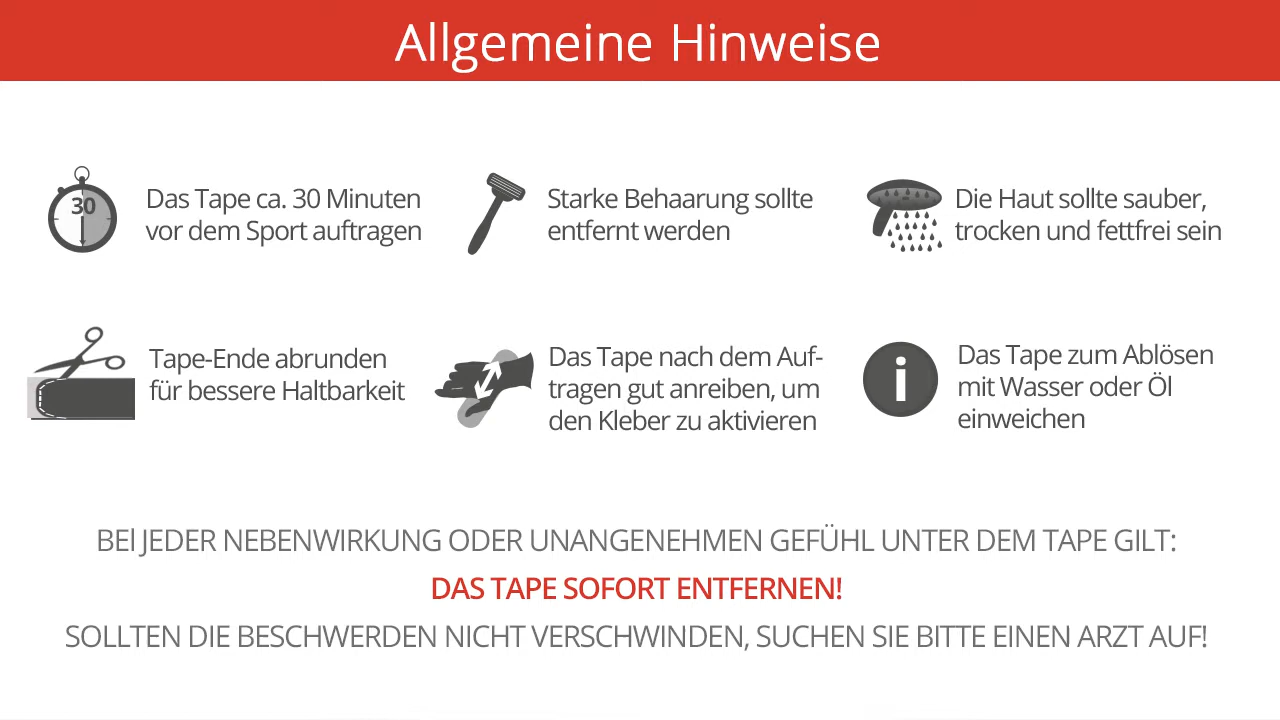 Allgemeine Hinweise
30
Das Tape ca. 30 Minuten
vor dem Sport auftragen
Starke Behaarung sollte
entfernt werden
Die Haut sollte sauber,
trocken und fettfrei sein
Tape-Ende abrunden
für bessere Haltbarkeit
Das Tape nach dem Auf-
tragen gut anreiben, um
den Kleber zu aktivieren
i
Das Tape zum Ablösen
mit Wasser oder Öl
einweichen
BEI JEDER NEBENWIRKUNG ODER UNANGENEHMEN GEFÜHL UNTER DEM TAPE GILT:
DAS TAPE SOFORT ENTFERNEN!
SOLLTEN DIE BESCHWERDEN NICHT VERSCHWINDEN, SUCHEN SIE BITTE EINEN ARZT AUF!